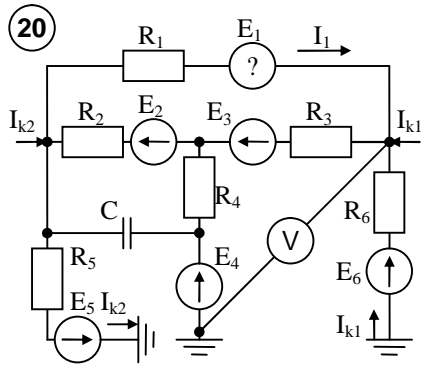 20
R1 E1 I1
?
Ik2 R2 E2 E3 R3 Ik1
C R4 R6
V
R5 E4 E6
E5 Ik2 Ik1